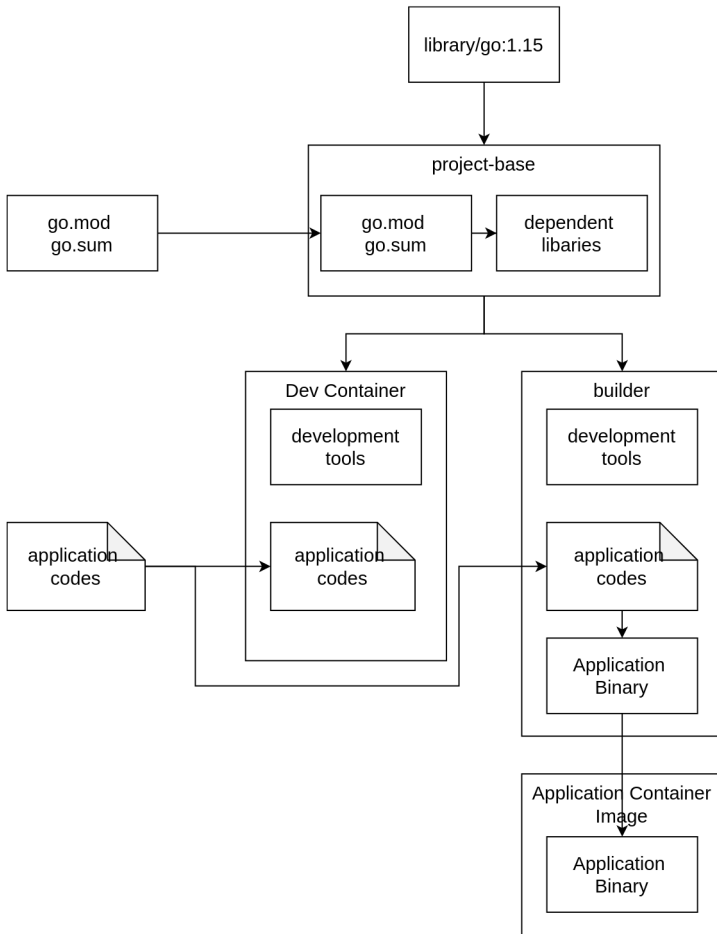 library/go:1.15
project-base
go.mod
go.sum
go.mod
go.sum
dependent
libaries
Dev Container
builder
development
tools
development
tools
application
codes
application
codes
application
codes
Application
Binary
Application Container
Image
Application
Binary